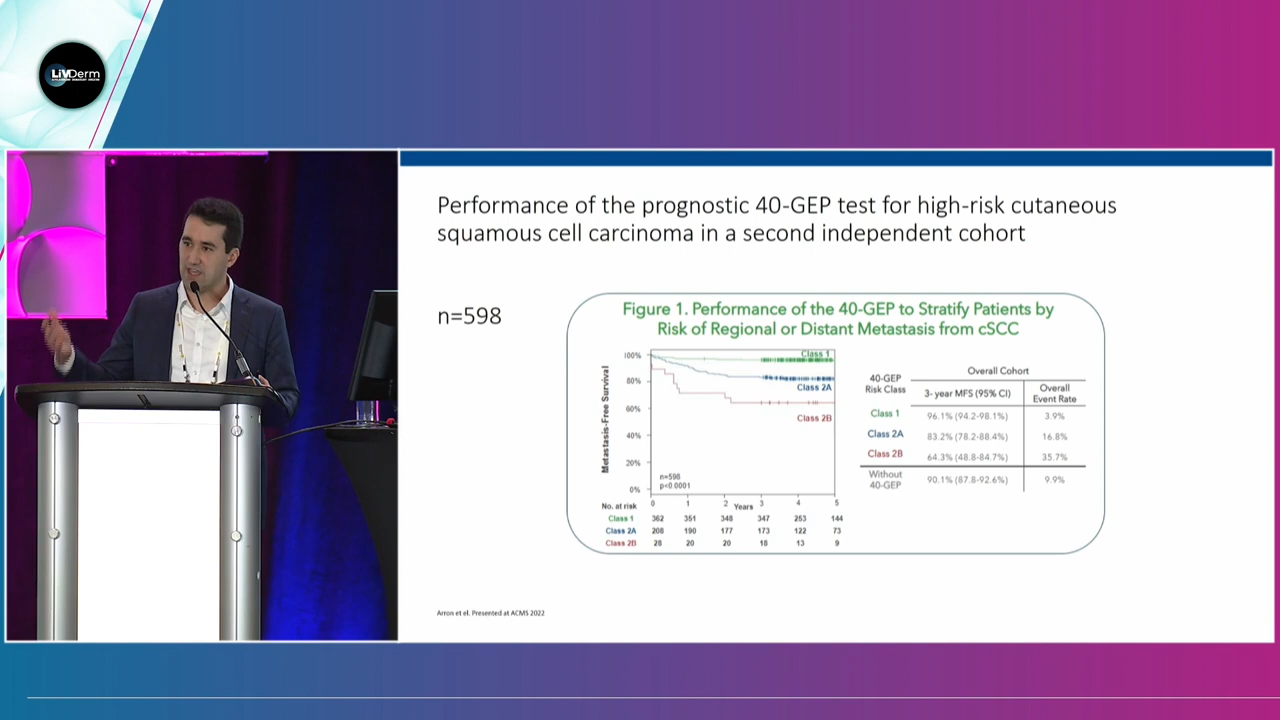 LiVDerm
Performance of the prognostic 40-GEP test for high-risk cutaneous
squamous cell carcinoma in a second independent cohort
n=598
Figure 1. Performance of the 40-GEP to Stratify Patients by
Risk of Regional or Distant Metastasis from cSCC
Metastasis-Free Survival
100%
80%
60%
40%
20%
0%
Class 1
Class 2A
Class 2B
n=598
p<0.0001
0 1 2 Years 3 4 5
No. at risk
Class 1 362 351 348 347 253 144
Class 2A 208 190 177 173 122 73
Class 2B 28 20 20 18 13 9
40-GEP
Risk Class
Overall Cohort
3- year MFS (95% CI)
Overall
Event Rate
Class 1 96.1% (94.2-98.1%) 3.9%
Class 2A 83.2% (78.2-88.4%) 16.8%
Class 2B 64.3% (48.8-84.7%) 35.7%
Without
40-GEP
90.1% (87.8-92.6%) 9.9%
Arron et el. Presented at ACMS 2022